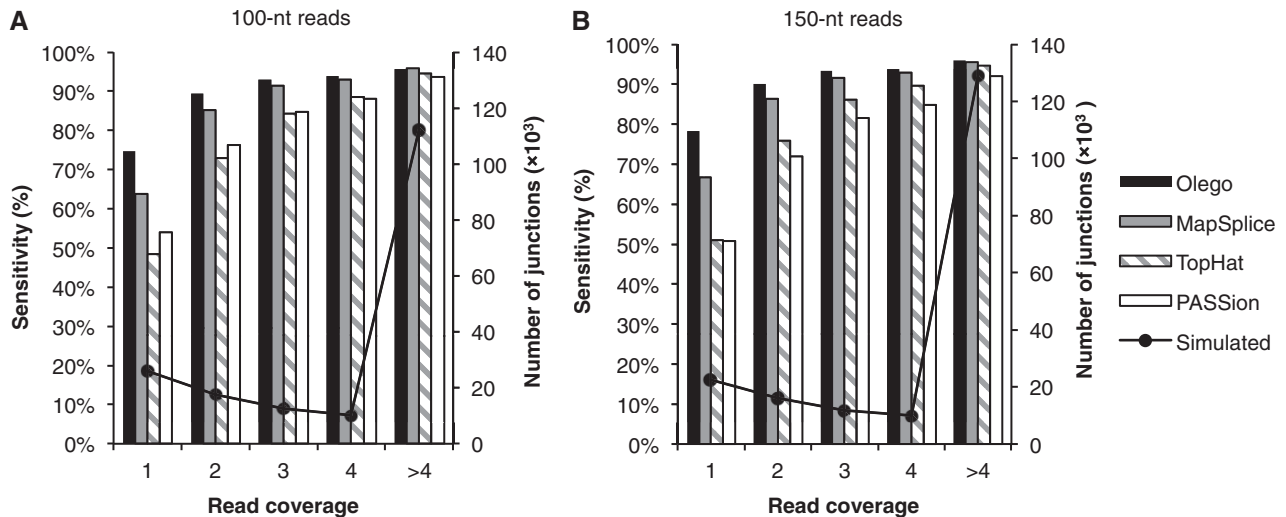 A
100-nt reads
100%
90%
80%
70%
60%
50%
40%
30%
20%
10%
0%
Sensitivity (%)
140
120
100
80
60
40
20
0
Number of junctions (×10³)
1 2 3 4 >4
Read coverage
B
150-nt reads
100%
90%
80%
70%
60%
50%
40%
30%
20%
10%
0%
Sensitivity (%)
140
120
100
80
60
40
20
0
Number of junctions (×10³)
1 2 3 4 >4
Read coverage
Olego
MapSplice
TopHat
PASSion
Simulated